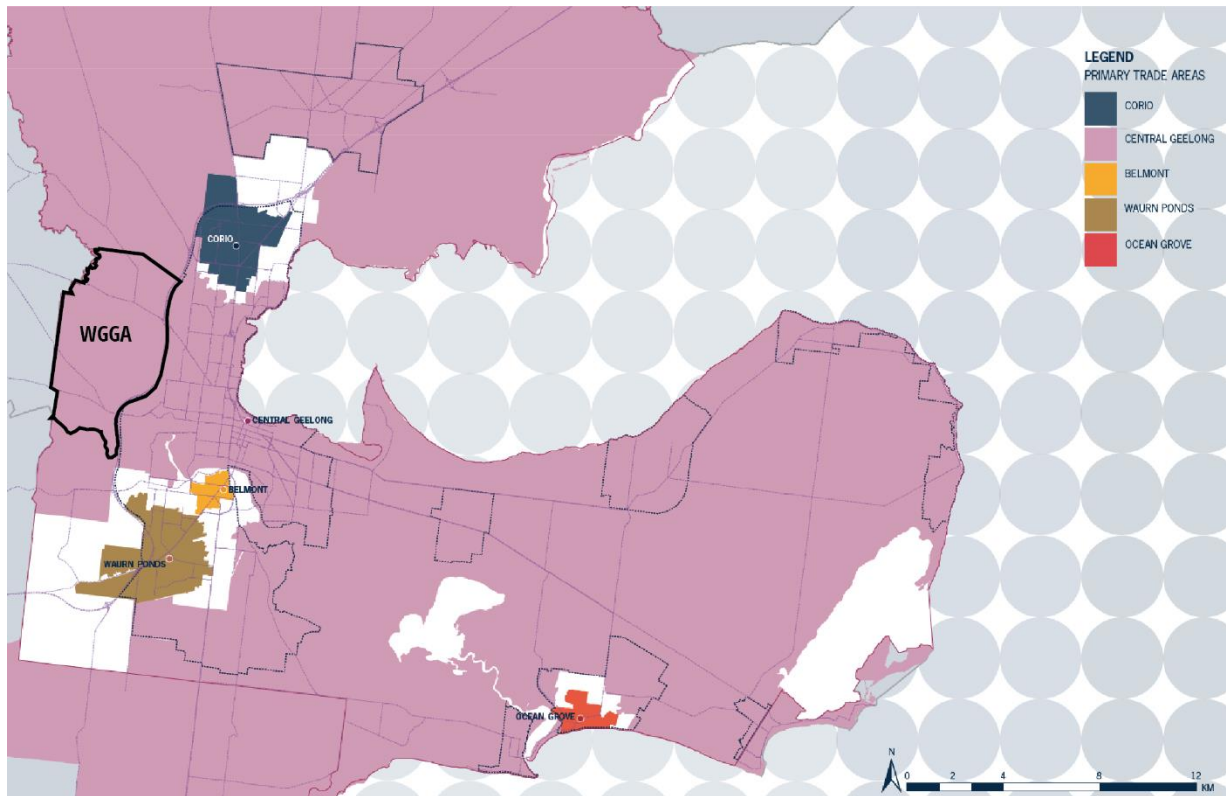 LEGEND
PRIMARY TRADE AREAS
CORIO
CENTRAL GEELONG
BELMONT
WAURN PONDS
OCEAN GROVE
CORIO
WGGA
CENTRAL GEELONG
BELMONT
WAURN PONDS
OCEAN GROVE
N
0 2 4 8 12
KM